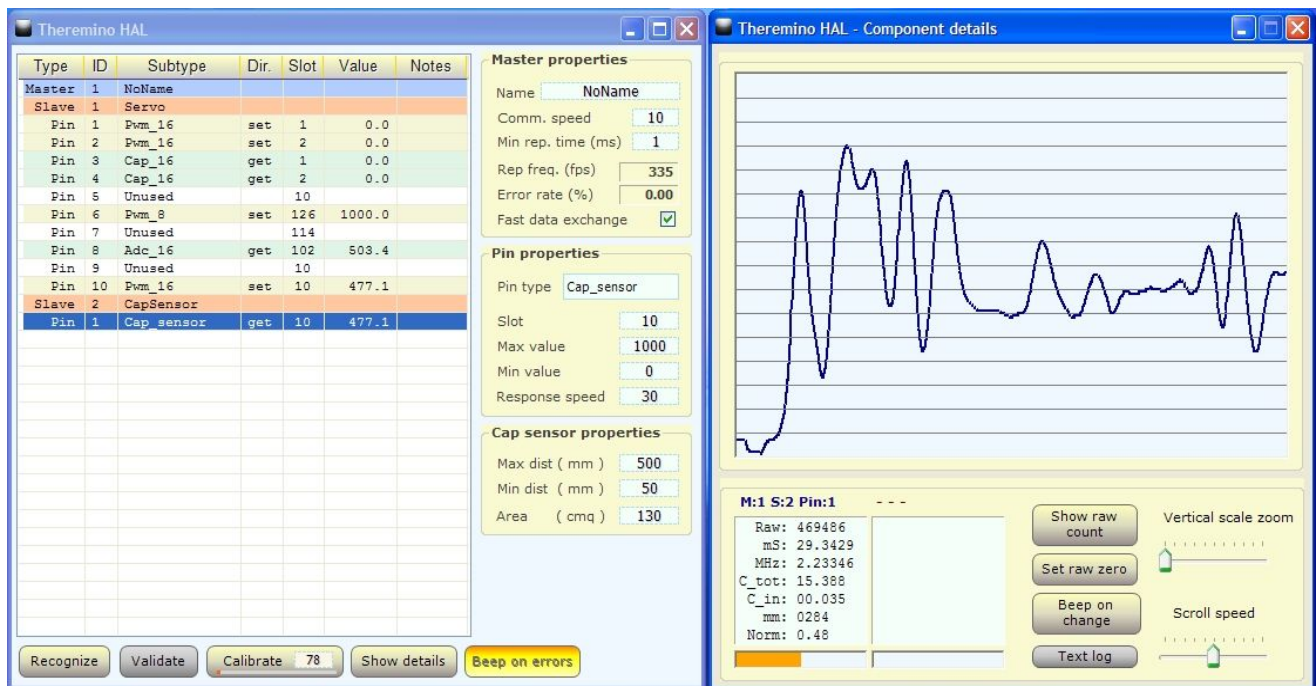 Theremino HAL
Type ID Subtype Dir. Slot Value Notes
Master 1 NoName
Slave 1 Servo
Pin 1 Pwm_16 set 1 0.0
Pin 2 Pwm_16 set 2 0.0
Pin 3 Cap_16 get 1 0.0
Pin 4 Cap_16 get 2 0.0
Pin 5 Unused 10
Pin 6 Pwm_8 set 126 1000.0
Pin 7 Unused 114
Pin 8 Adc_16 get 102 503.4
Pin 9 Unused 10
Pin 10 Pwm_16 set 10 477.1
Slave 2 CapSensor
Pin 1 Cap_sensor get 10 477.1
Master properties
Name NoName
Comm. speed 10
Min rep. time (ms) 1
Rep freq. (fps) 335
Error rate (%) 0.00
Fast data exchange
Pin properties
Pin type Cap_sensor
Slot 10
Max value 1000
Min value 0
Response speed 30
Cap sensor properties
Max dist ( mm ) 500
Min dist ( mm ) 50
Area ( cmq ) 130
Recognize Validate Calibrate 78 Show details Beep on errors
Theremino HAL - Component details
M:1 S:2 Pin:1 - - -
Raw: 469486
mS: 29.3429
MHz: 2.23346
C_tot: 15.388
C_in: 00.035
mm: 0284
Norm: 0.48
Show raw
count
Set raw zero
Beep on
change
Text log
Vertical scale zoom
Scroll speed